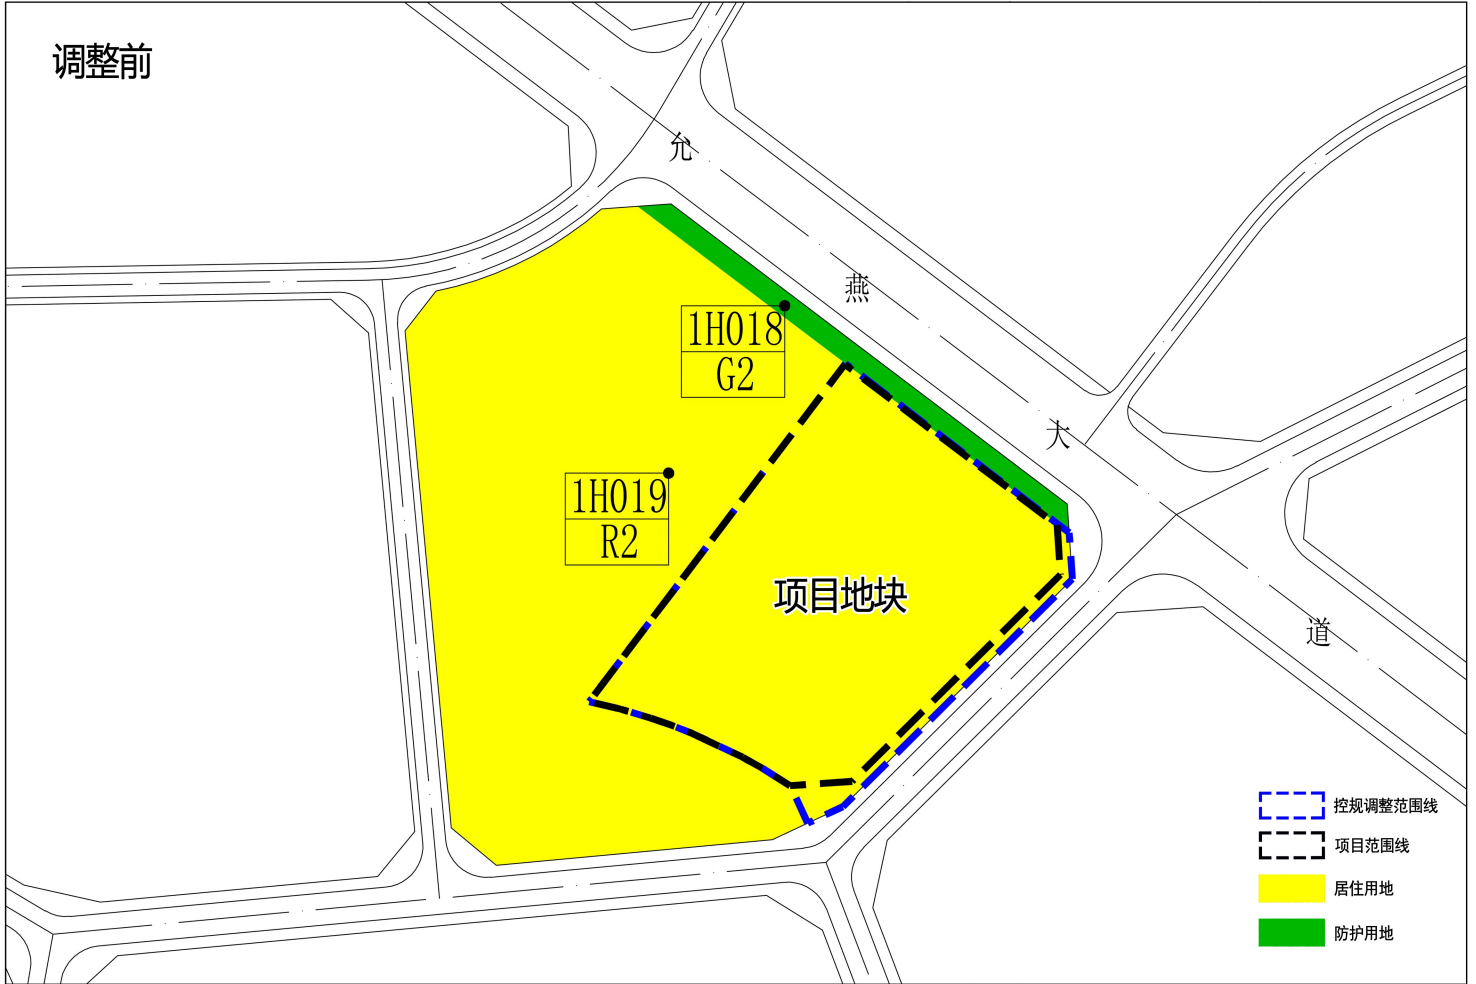 调整前
允
燕
大
道
1H018
G2
1H019
R2
项目地块
控规调整范围线
项目范围线
居住用地
防护用地